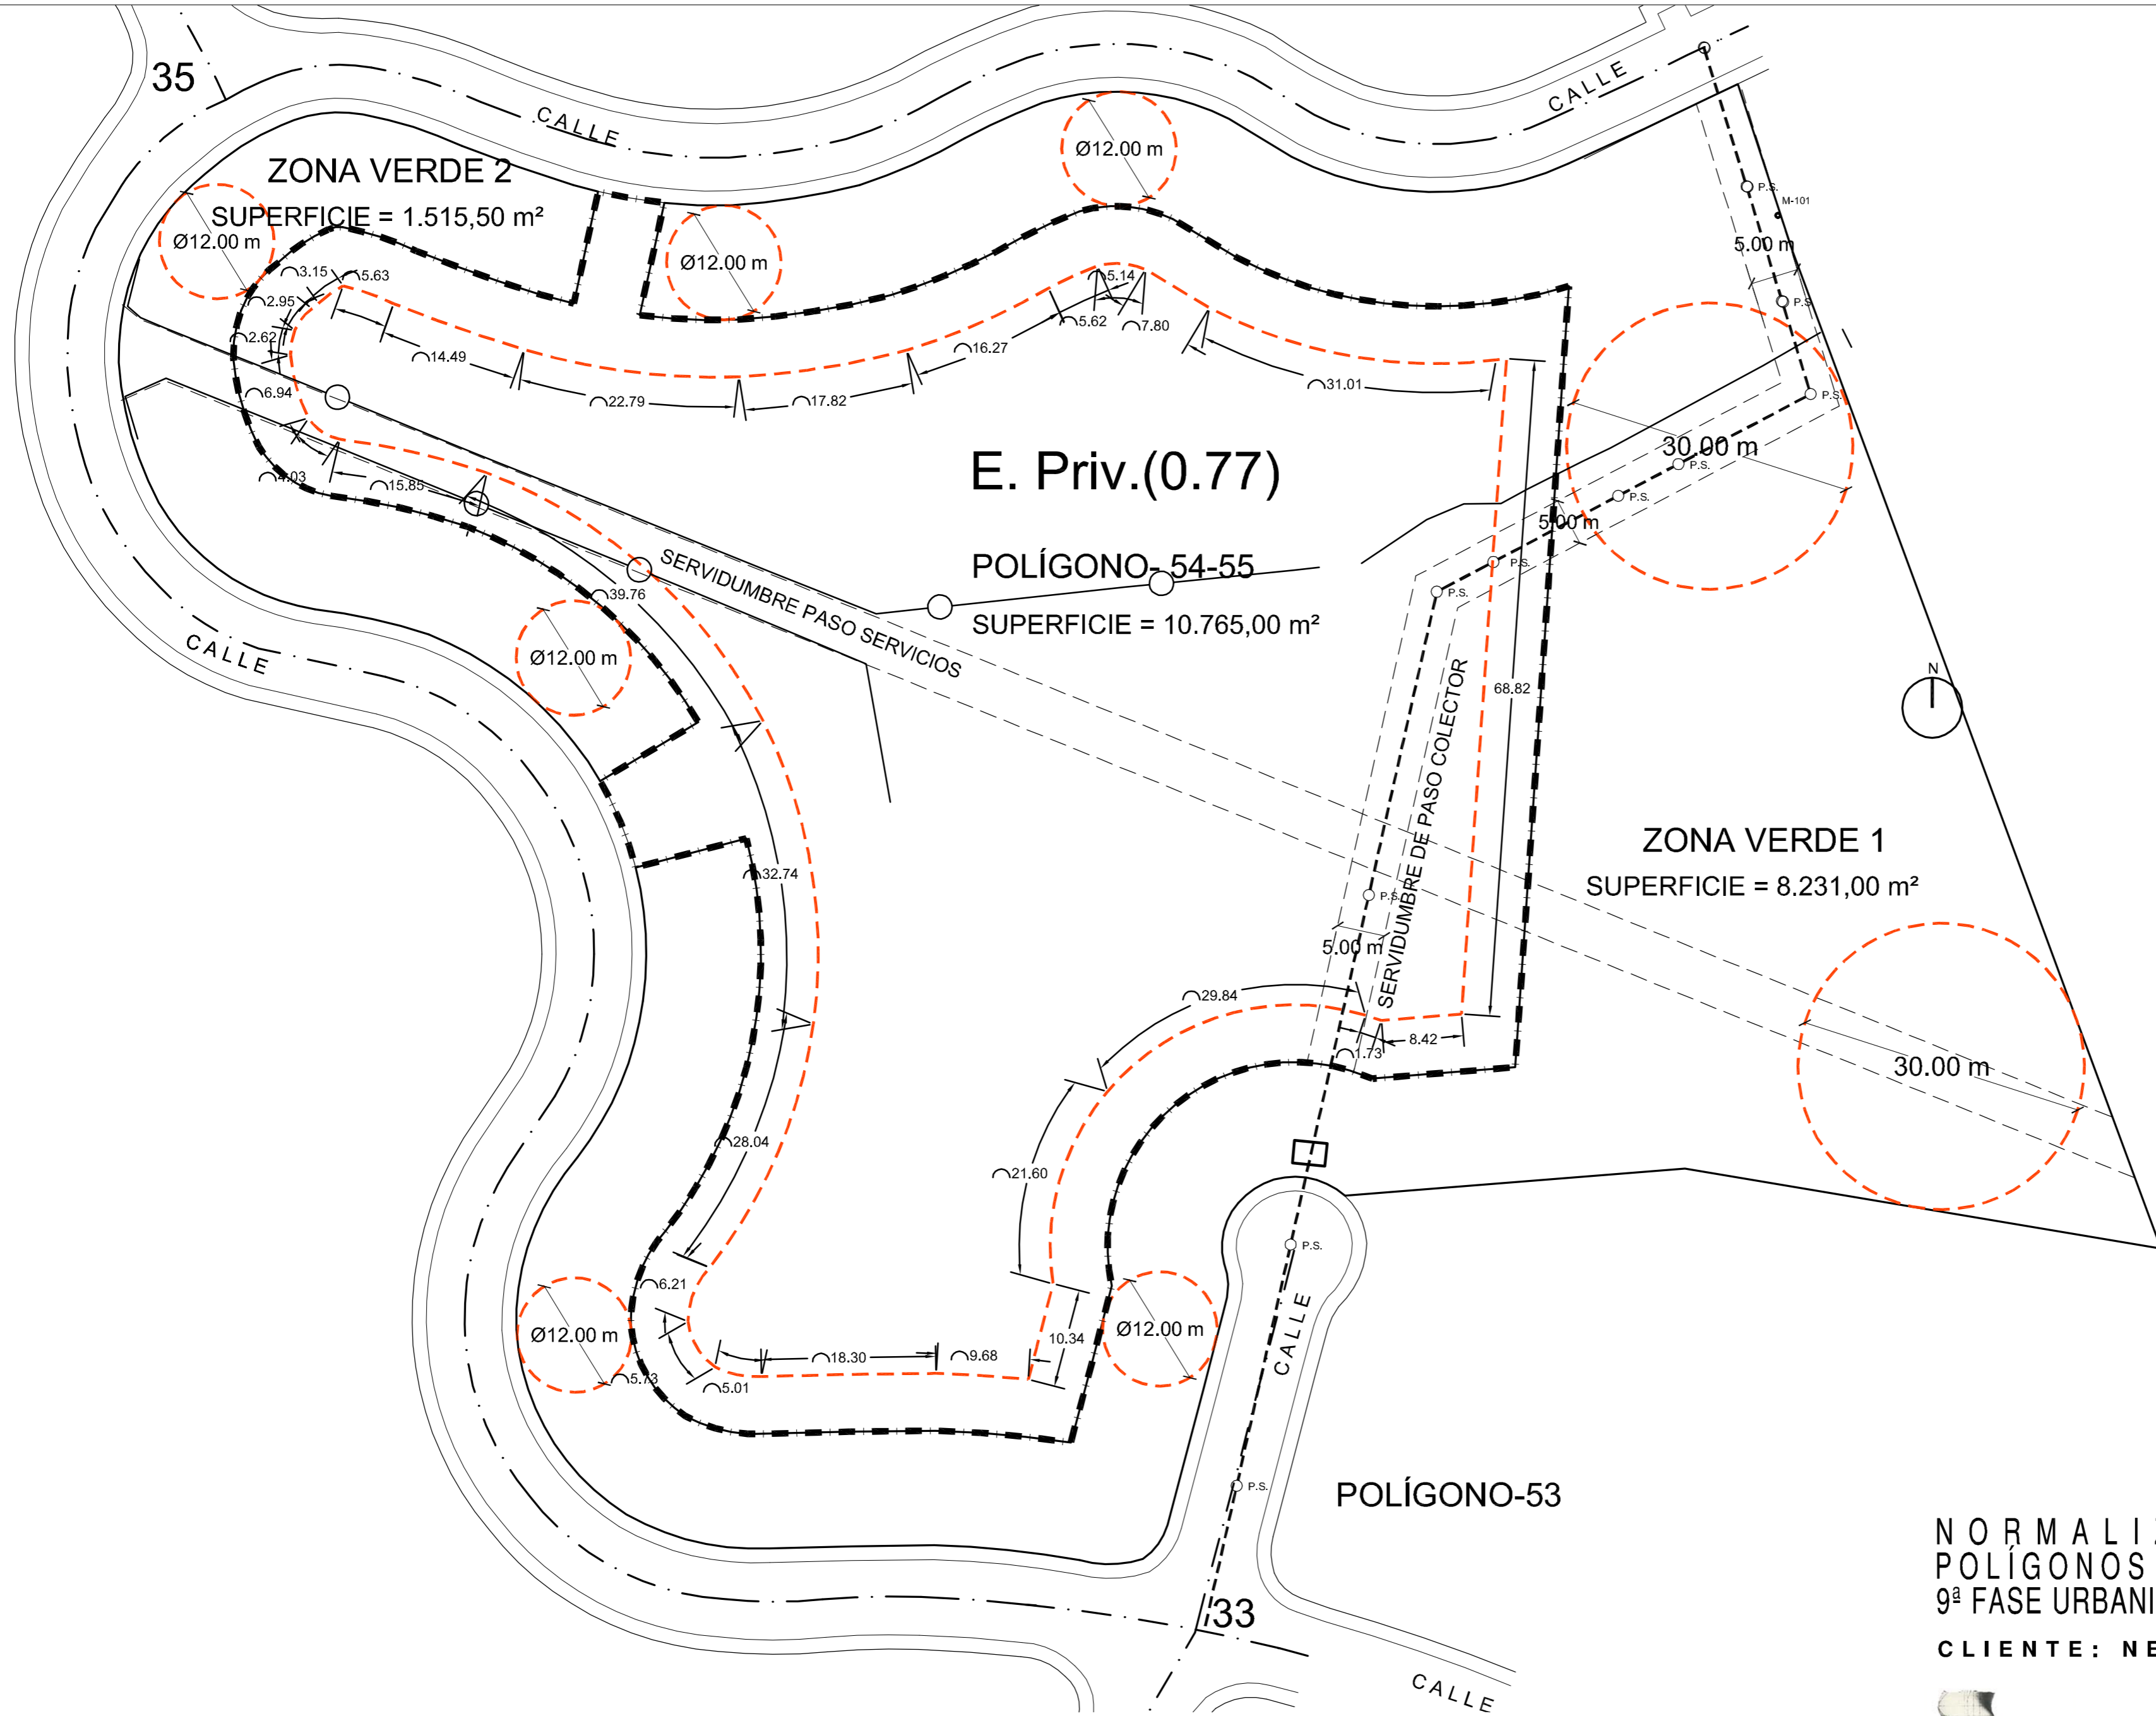 35
CALLE
CALLE
ZONA VERDE 2
SUPERFICIE = 1.515,50 m²
Ø12.00 m
Ø12.00 m
Ø12.00 m
P.S.
M-101
5.00 m
P.S.
P.S.
3.15
5.63
2.95
2.62
6.94
4.03
15.85
14.49
22.79
17.82
16.27
5.62
5.14
7.80
31.01
30.00 m
P.S.
P.S.
5.00 m
P.S.
P.S.
E. Priv.(0.77)
POLÍGONO- 54-55
SUPERFICIE = 10.765,00 m²
SERVIDUMBRE PASO SERVICIOS
39.76
Ø12.00 m
CALLE
68.82
N
SERVIDUMBRE DE PASO COLECTOR
ZONA VERDE 1
SUPERFICIE = 8.231,00 m²
32.74
P.S.
5.00 m
29.84
1.73
8.42
30.00 m
28.04
21.60
P.S.
6.21
Ø12.00 m
10.34
Ø12.00 m
CALLE
18.30
9.68
5.73
5.01
P.S.
POLÍGONO-53
33
CALLE
NORMALI
POLÍGONOS
9ª FASE URBANI
CLIENTE: NE